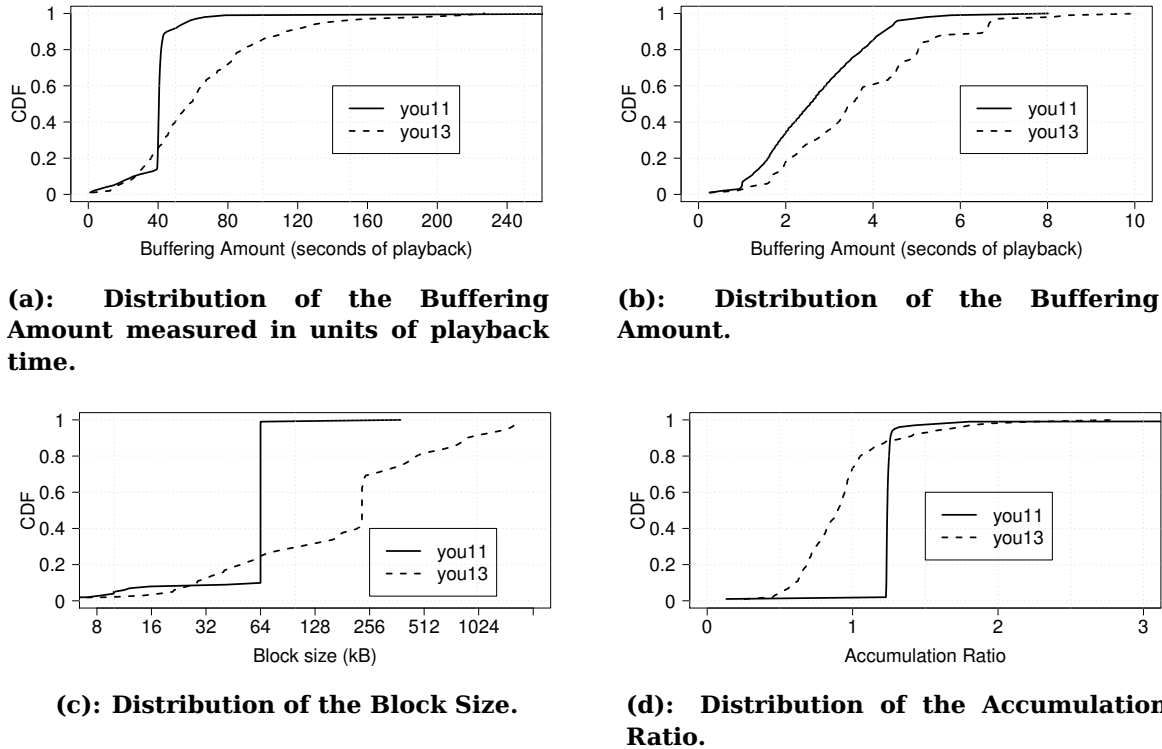 1
0.8
0.6
0.4
0.2
0
CDF
you11
you13
0 40 80 120 160 200 240
Buffering Amount (seconds of playback)
(a): Distribution of the Buffering
Amount measured in units of playback
time.
1
0.8
0.6
0.4
0.2
0
CDF
you11
you13
0 2 4 6 8 10
Buffering Amount (seconds of playback)
(b): Distribution of the Buffering
Amount.
1
0.8
0.6
0.4
0.2
0
CDF
you11
you13
8 16 32 64 128 256 512 1024
Block size (kB)
(c): Distribution of the Block Size.
1
0.8
0.6
0.4
0.2
0
CDF
you11
you13
0 1 2 3
Accumulation Ratio
(d): Distribution of the Accumulation
Ratio.